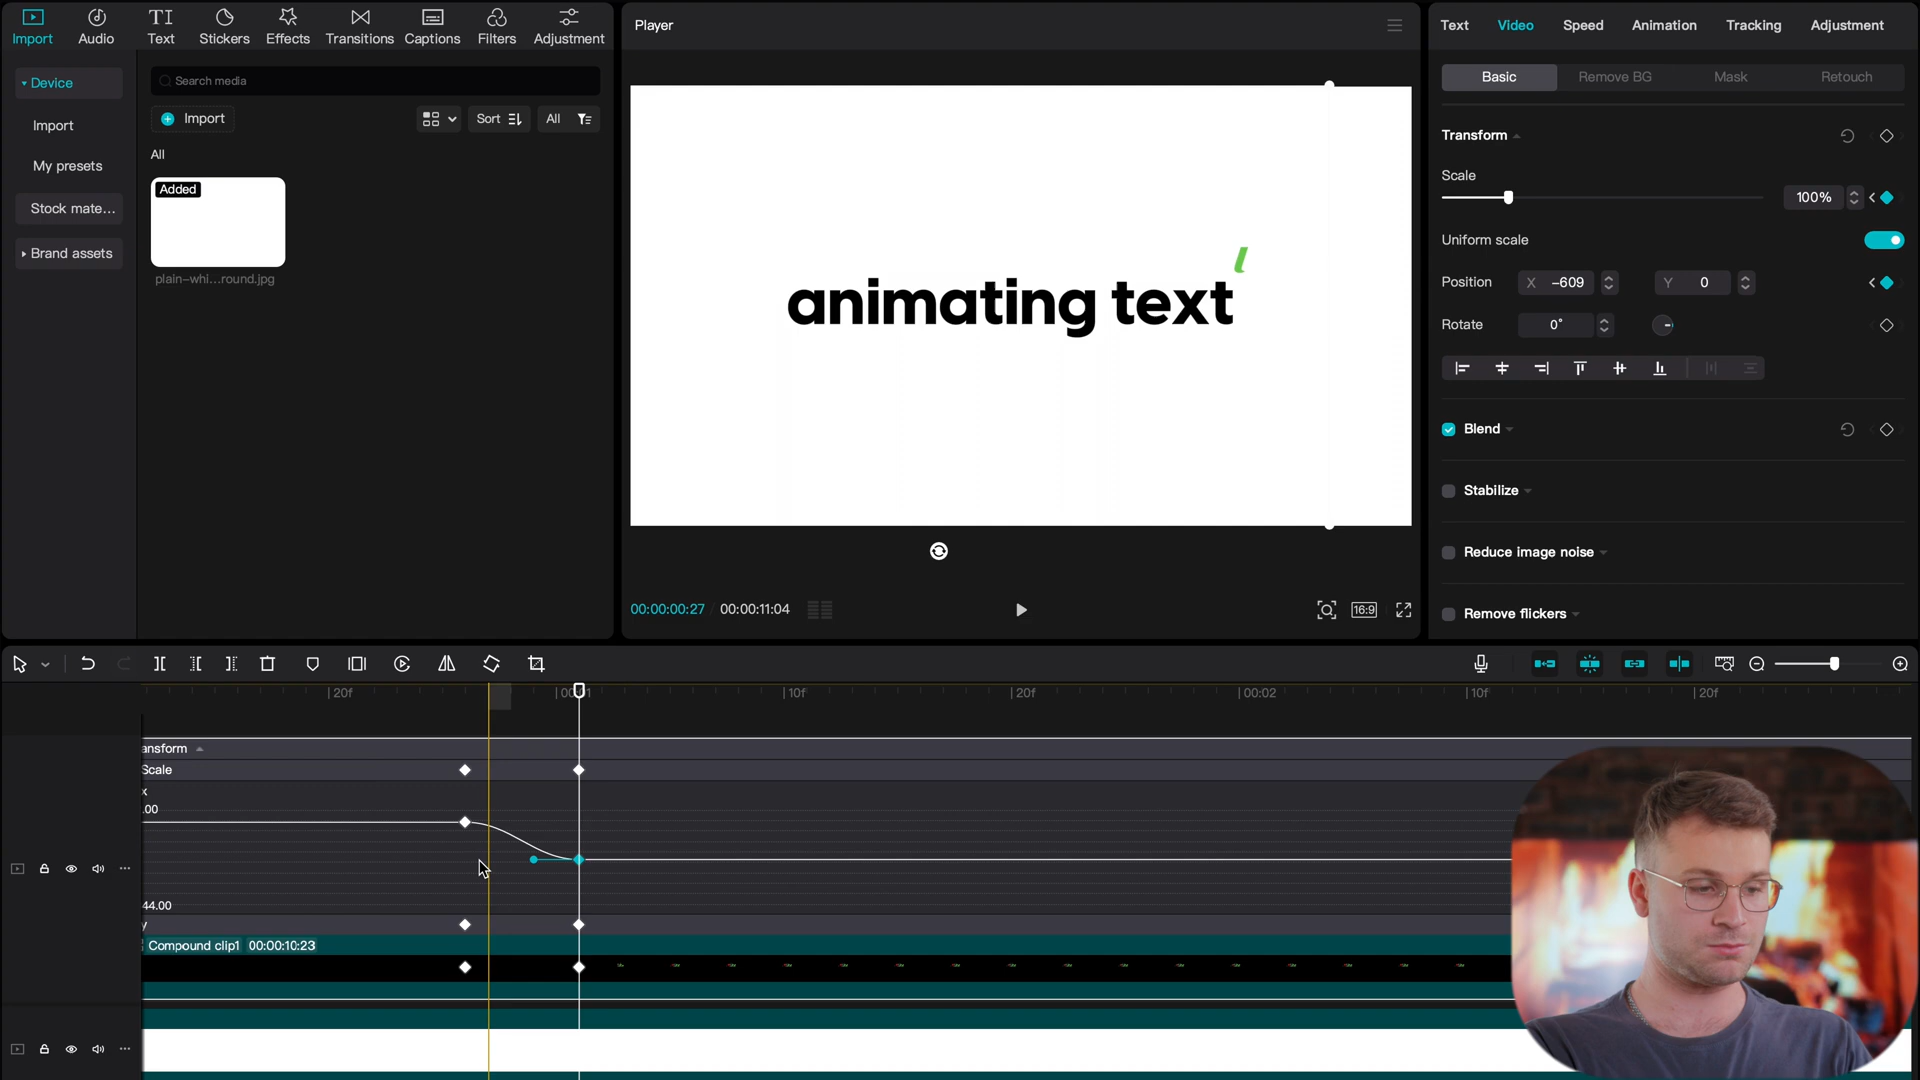 Import
Audio
Text
Stickers
Effects
Transitions
Captions
Filters
Adjustment
Device
Import
My presets
Stock mate...
Brand assets
Search media
Import
Sort
All
All
Added
plain-whi...round.jpg
Player
animating text
00:00:00:27
00:00:11:04
16:9
Text
Video
Speed
Animation
Tracking
Adjustment
Basic
Remove BG
Mask
Retouch
Transform
Scale
100%
Uniform scale
Position
X -609
Y 0
Rotate
0°
Blend
Stabilize
Reduce image noise
Remove flickers
20f
10f
20f
00:02
10f
20f
ansform
Scale
x
.00
44.00
y
Compound clip1 00:00:10:23